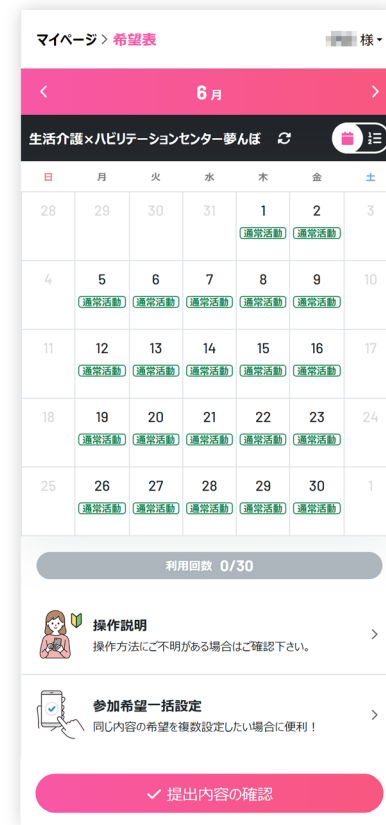 マイページ > 希望表
様
6月
生活介護×ハビリテーションセンター夢んぼ
日 月 火 水 木 金 土
28 29 30 31 1 2 3
通常活動 通常活動
4 5 6 7 8 9 10
通常活動 通常活動 通常活動 通常活動 通常活動
11 12 13 14 15 16 17
通常活動 通常活動 通常活動 通常活動 通常活動
18 19 20 21 22 23 24
通常活動 通常活動 通常活動 通常活動 通常活動
25 26 27 28 29 30 1
通常活動 通常活動 通常活動 通常活動 通常活動
利用回数 0/30
操作説明
操作方法にご不明がある場合はご確認下さい。
参加希望一括設定
同じ内容の希望を複数設定したい場合に便利！
提出内容の確認